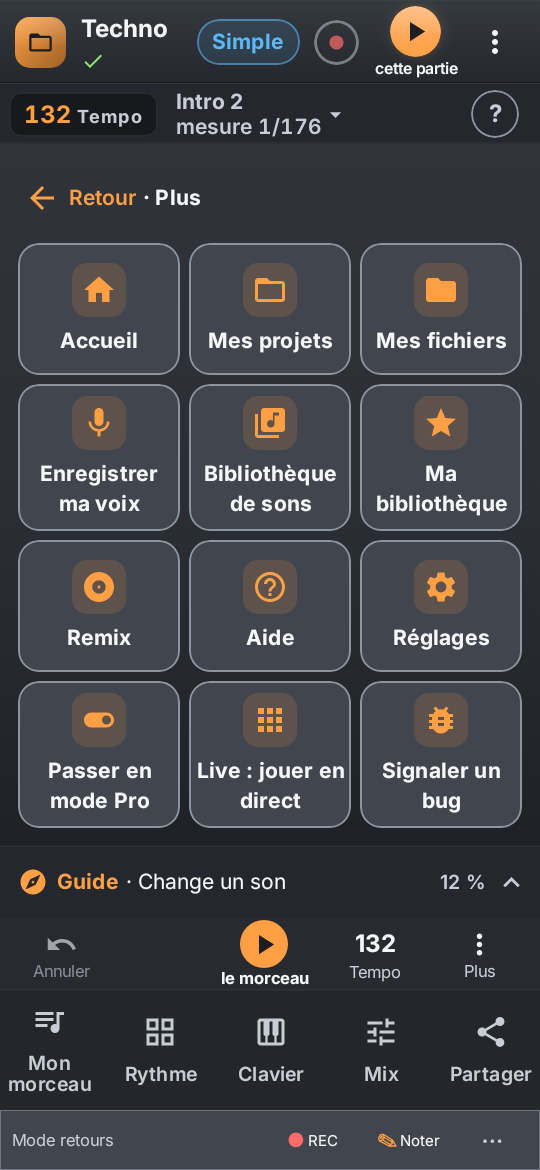 Techno
Simple
cette partie
132 Tempo
Intro 2
mesure 1/176
?
Retour · Plus
Accueil
Mes projets
Mes fichiers
Enregistrer
ma voix
Bibliothèque
de sons
Ma
bibliothèque
Remix
Aide
Réglages
Passer en
mode Pro
Live : jouer en
direct
Signaler un
bug
Guide · Change un son
12 %
Annuler
le morceau
132
Tempo
Plus
Mon
morceau
Rythme
Clavier
Mix
Partager
Mode retours
REC
Noter